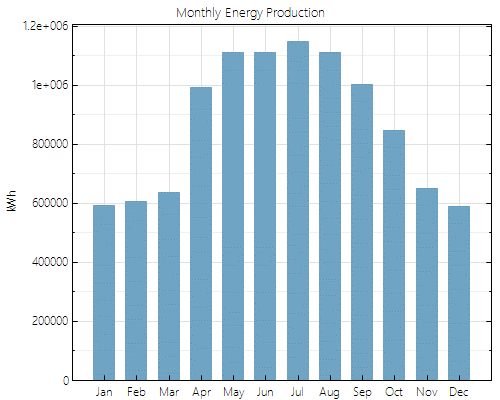 Monthly Energy Production
1.2e+006
1e+006
800000
600000
400000
200000
0
kWh
Jan Feb Mar Apr May Jun Jul Aug Sep Oct Nov Dec